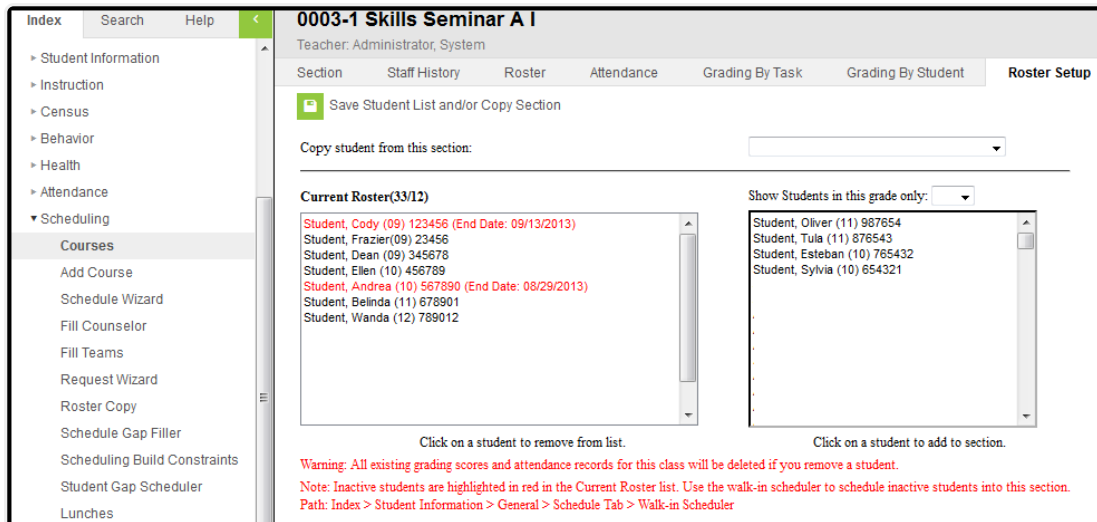 Index Search Help <
Student Information
Instruction
Census
Behavior
Health
Attendance
Scheduling
Courses
Add Course
Schedule Wizard
Fill Counselor
Fill Teams
Request Wizard
Roster Copy
Schedule Gap Filler
Scheduling Build Constraints
Student Gap Scheduler
Lunches
0003-1 Skills Seminar A I
Teacher: Administrator, System
Section Staff History Roster Attendance Grading By Task Grading By Student Roster Setup
Save Student List and/or Copy Section
Copy student from this section:
Current Roster(33/12)
Student, Cody (09) 123456 (End Date: 09/13/2013)
Student, Frazier(09) 23456
Student, Dean (09) 345678
Student, Ellen (10) 456789
Student, Andrea (10) 567890 (End Date: 08/29/2013)
Student, Belinda (11) 678901
Student, Wanda (12) 789012
Click on a student to remove from list.
Show Students in this grade only:
Student, Oliver (11) 987654
Student, Tula (11) 876543
Student, Esteban (10) 765432
Student, Sylvia (10) 654321
Click on a student to add to section.
Warning: All existing grading scores and attendance records for this class will be deleted if you remove a student.
Note: Inactive students are highlighted in red in the Current Roster list. Use the walk-in scheduler to schedule inactive students into this section.
Path: Index > Student Information > General > Schedule Tab > Walk-in Scheduler